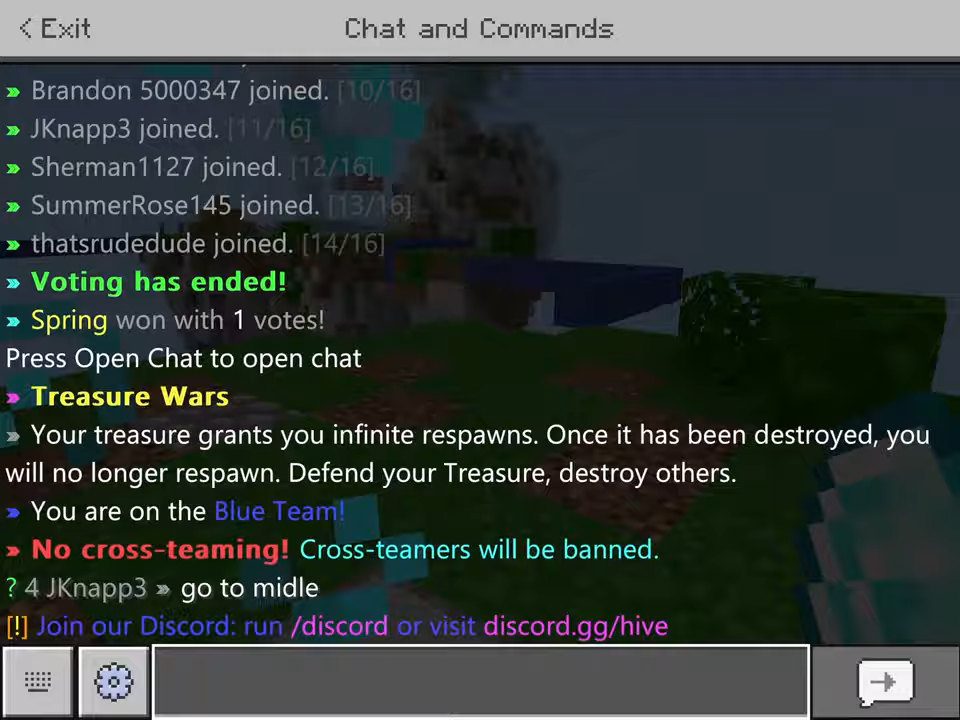 < Exit
Chat and Commands
» Brandon 5000347 joined. [10/16]
» JKnapp3 joined. [11/16]
» Sherman1127 joined. [12/16]
» SummerRose145 joined. [13/16]
» thatsrudedude joined. [14/16]
» Voting has ended!
» Spring won with 1 votes!
Press Open Chat to open chat
» Treasure Wars
» Your treasure grants you infinite respawns. Once it has been destroyed, you
will no longer respawn. Defend your Treasure, destroy others.
» You are on the Blue Team!
» No cross-teaming! Cross-teamers will be banned.
? 4 JKnapp3 » go to midle
[!] Join our Discord: run /discord or visit discord.gg/hive